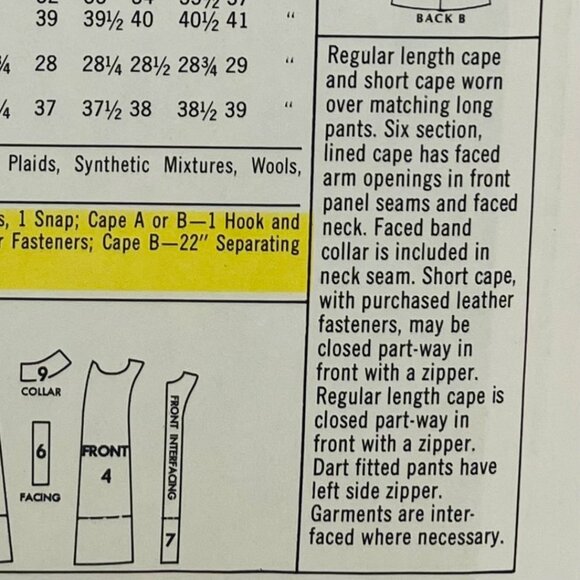 39 39½ 40 40½ 41 "
28 28¼ 28½ 28¾ 29 "
37 37½ 38 38½ 39 "
Plaids, Synthetic Mixtures, Wools,
s, 1 Snap; Cape A or B—1 Hook and
r Fasteners; Cape B—22" Separating
9
COLLAR
6
FACING
FRONT
4
FRONT INTERFACING
7
BACK B
Regular length cape
and short cape worn
over matching long
pants. Six section,
lined cape has faced
arm openings in front
panel seams and faced
neck. Faced band
collar is included in
neck seam. Short cape,
with purchased leather
fasteners, may be
closed part-way in
front with a zipper.
Regular length cape is
closed part-way in
front with a zipper.
Dart fitted pants have
left side zipper.
Garments are inter-
faced where necessary.